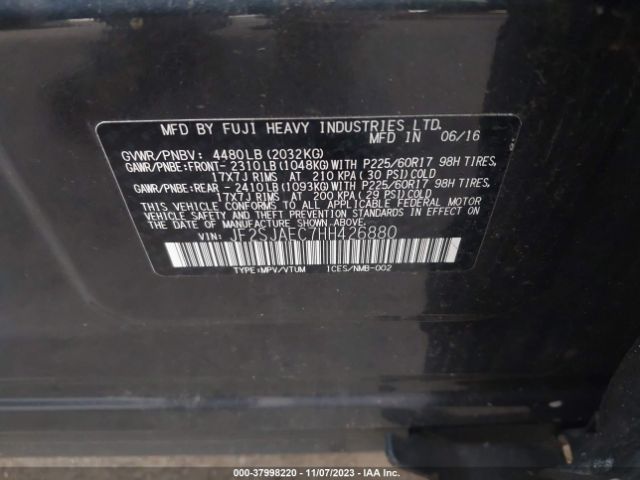 MFD BY FUJI HEAVY INDUSTRIES LTD.
MFD IN 06/16
GVWR/PNBV: 4480LB (2032KG)
GAWR/PNBE:FRONT- 2310LB (1048KG)WITH P225/60R17 98H TIRES,
17X7J RIMS AT 210 KPA (30 PSI)COLD
GAWR/PNBE:REAR - 2410LB (1093KG)WITH P225/60R17 98H TIRES,
17X7J RIMS AT 200 KPA (29 PSI)COLD
THIS VEHICLE CONFORMS TO ALL APPLICABLE FEDERAL MOTOR
VEHICLE SAFETY AND THEFT PREVENTION STANDARDS IN EFFECT
ON THE DATE OF MANUFACTURE SHOWN ABOVE.
VIN: JF2SJAEC7HH426880
TYPE:MPV/VTUM ICES/NMB-002
000-37998220 - 11/07/2023 - IAA Inc.